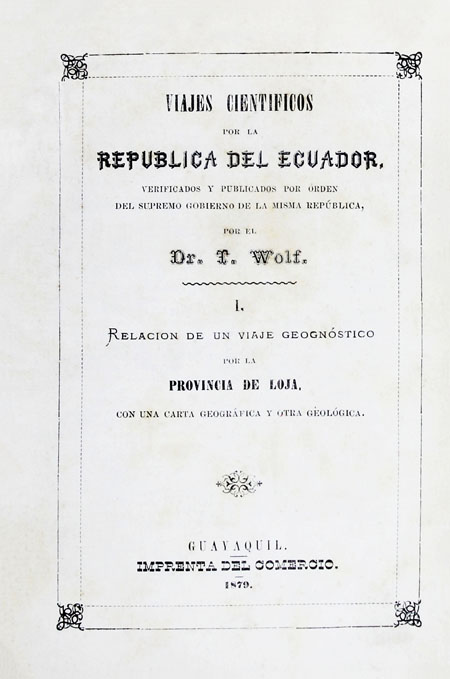 VIAJES CIENTIFICOS
POR LA
REPUBLICA DEL ECUADOR,
VERIFICADOS Y PUBLICADOS POR ÓRDEN
DEL SUPREMO GOBIERNO DE LA MISMA REPÚBLICA,
POR EL
Dr. T. Wolf.
I.
RELACION DE UN VIAJE GEOGNÓSTICO
POR LA
PROVINCIA DE LOJA,
CON UNA CARTA GEOGRÁFICA Y OTRA GEOLÓGICA.
GUAYAQUIL.
IMPRENTA DEL COMERCIO.
1879.